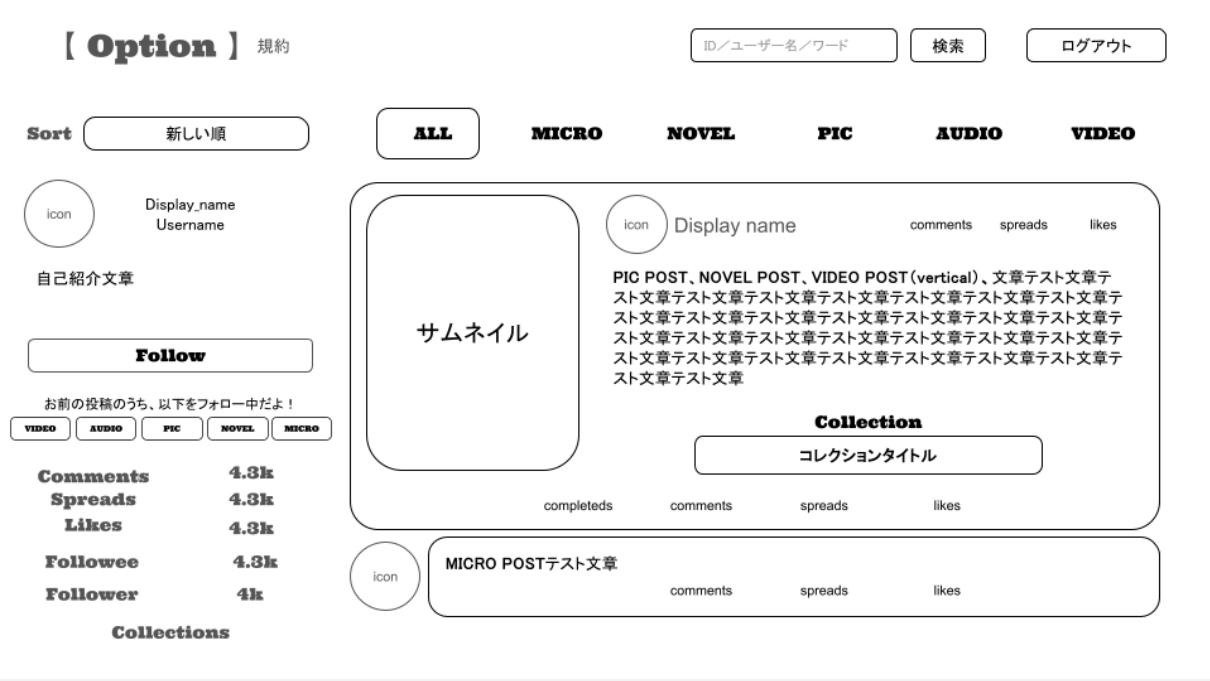 【 Option 】 規約
ID／ユーザー名／ワード
検索
ログアウト
Sort
新しい順
ALL
MICRO
NOVEL
PIC
AUDIO
VIDEO
icon
Display_name
Username
自己紹介文章
Follow
お前の投稿のうち、以下をフォロー中だよ！
VIDEO
AUDIO
PIC
NOVEL
MICRO
Comments 4.3k
Spreads 4.3k
Likes 4.3k
Followee 4.3k
Follower 4k
Collections
サムネイル
icon
Display name
comments
spreads
likes
PIC POST、NOVEL POST、VIDEO POST（vertical）、文章テスト文章テ
スト文章テスト文章テスト文章テスト文章テスト文章テスト文章テスト文章テ
スト文章テスト文章テスト文章テスト文章テスト文章テスト文章テスト文章テ
スト文章テスト文章テスト文章テスト文章テスト文章テスト文章テスト文章テ
スト文章テスト文章テスト文章テスト文章テスト文章テスト文章テスト文章テ
スト文章テスト文章
Collection
コレクションタイトル
completeds
comments
spreads
likes
icon
MICRO POSTテスト文章
comments
spreads
likes